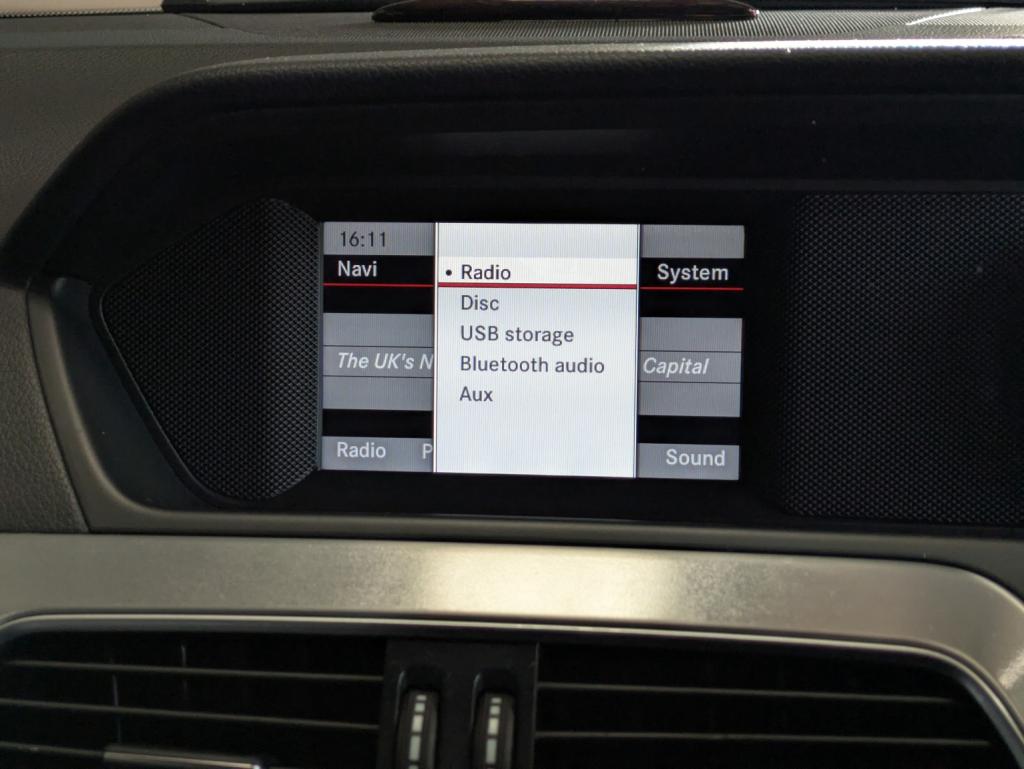 16:11
Navi
System
• Radio
Disc
USB storage
Bluetooth audio
Aux
The UK's N
Capital
Radio P
Sound